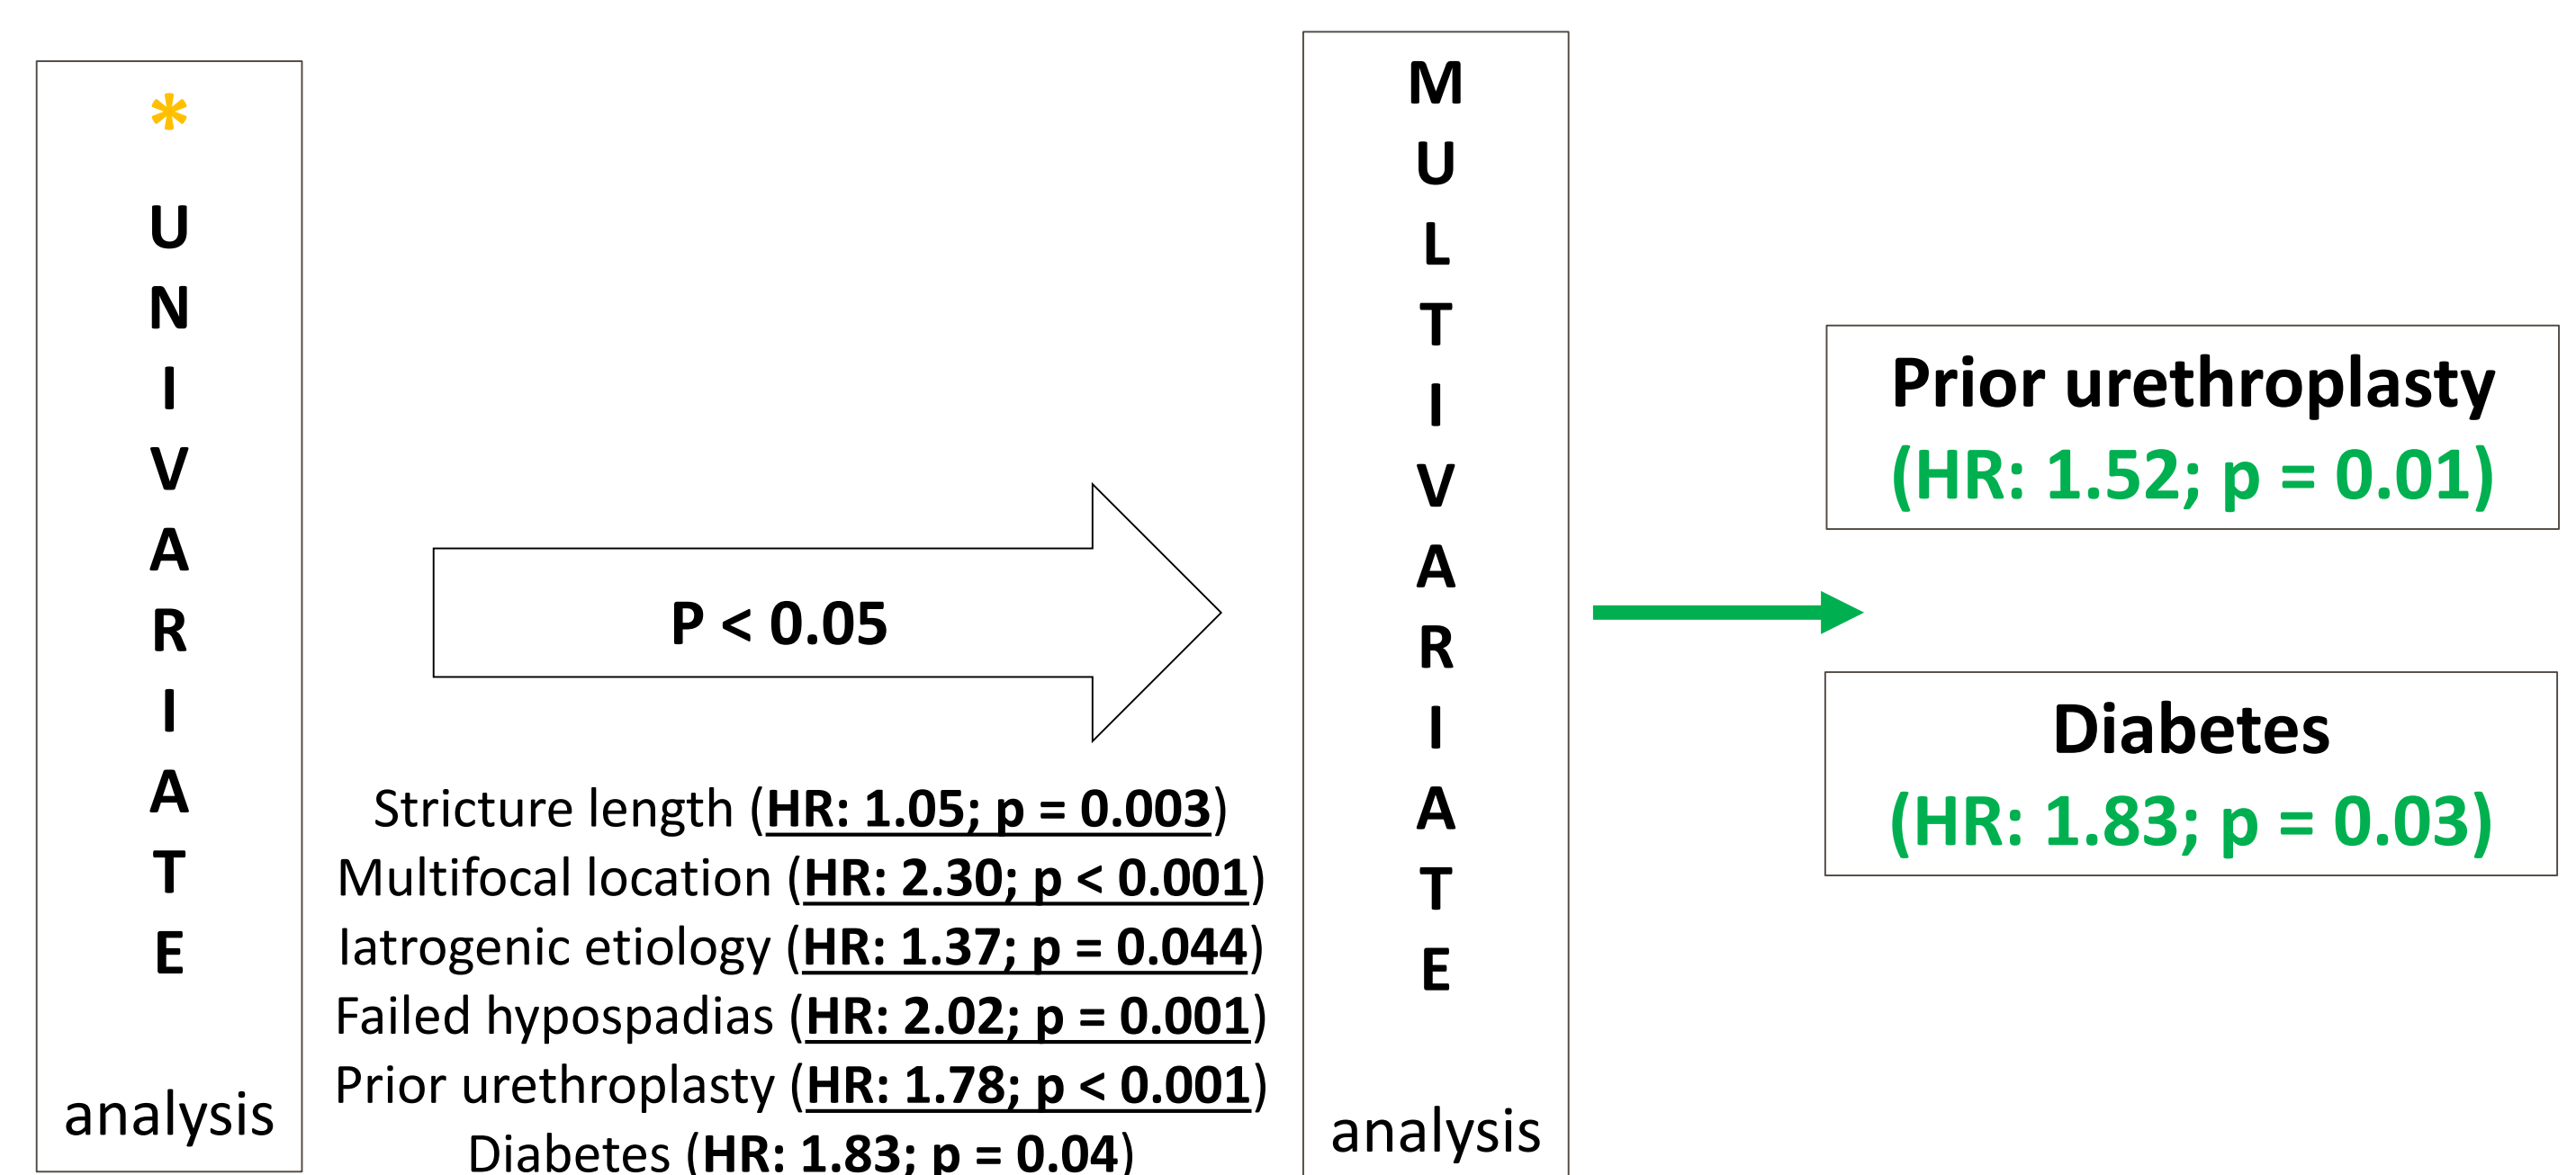 *
UNIVARIATE
analysis
P < 0.05
Stricture length (HR: 1.05; p = 0.003)
Multifocal location (HR: 2.30; p < 0.001)
Iatrogenic etiology (HR: 1.37; p = 0.044)
Failed hypospadias (HR: 2.02; p = 0.001)
Prior urethroplasty (HR: 1.78; p < 0.001)
Diabetes (HR: 1.83; p = 0.04)
MULTIVARIATE
analysis
Prior urethroplasty
(HR: 1.52; p = 0.01)
Diabetes
(HR: 1.83; p = 0.03)